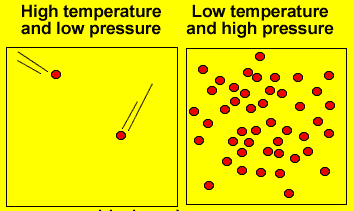 High temperature
and low pressure
Low temperature
and high pressure